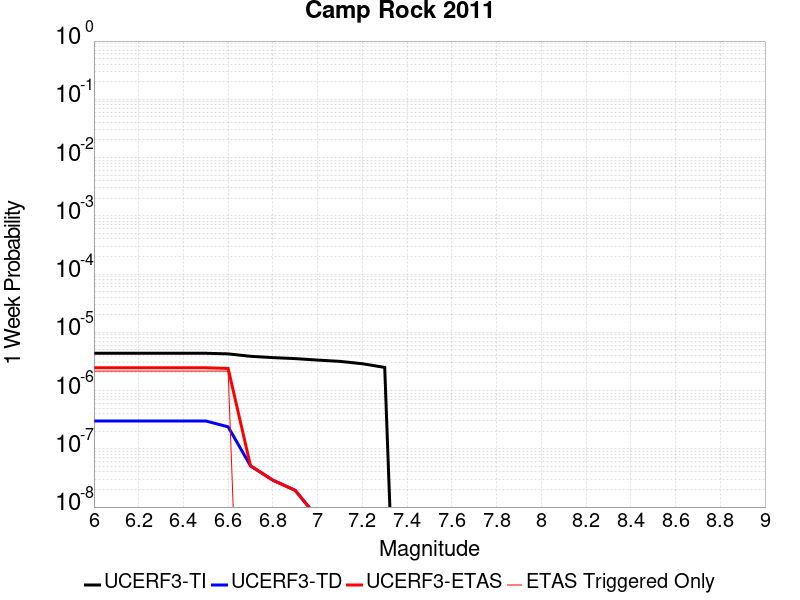 Camp Rock 2011
10^0
10^-1
10^-2
10^-3
10^-4
10^-5
10^-6
10^-7
10^-8
1 Week Probability
6 6.2 6.4 6.6 6.8 7 7.2 7.4 7.6 7.8 8 8.2 8.4 8.6 8.8 9
Magnitude
UCERF3-TI UCERF3-TD UCERF3-ETAS ETAS Triggered Only